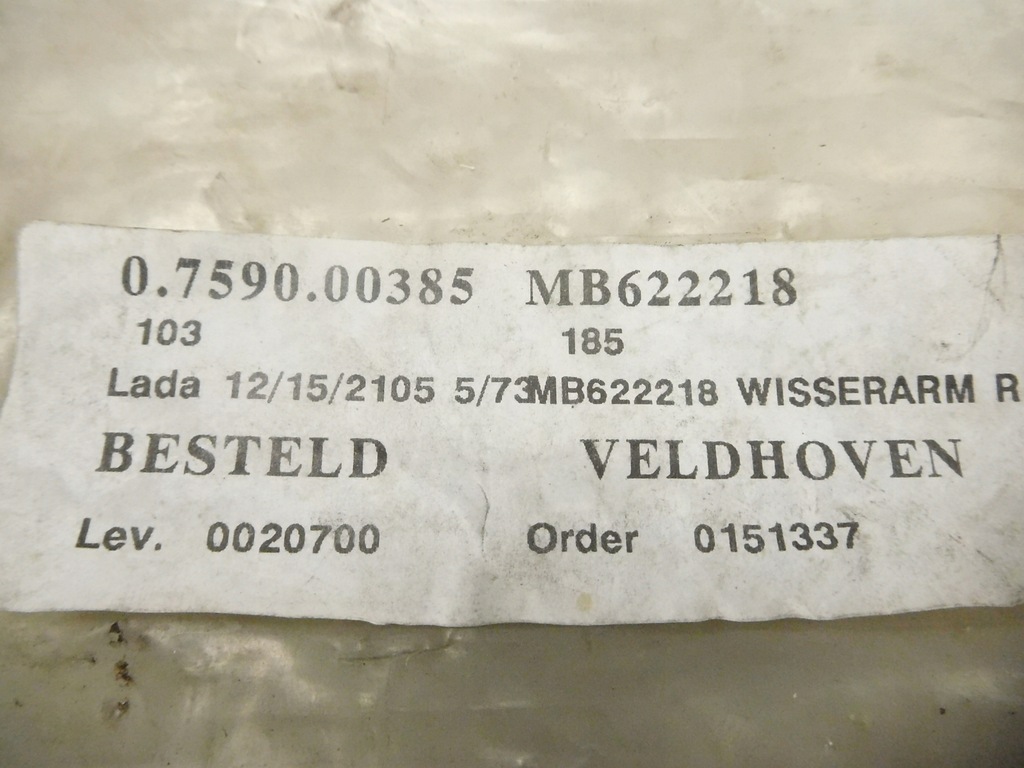 0.7590.00385 MB622218
103 185
Lada 12/15/2105 5/73MB622218 WISSERARM R
BESTELD VELDHOVEN
Lev. 0020700 Order 0151337